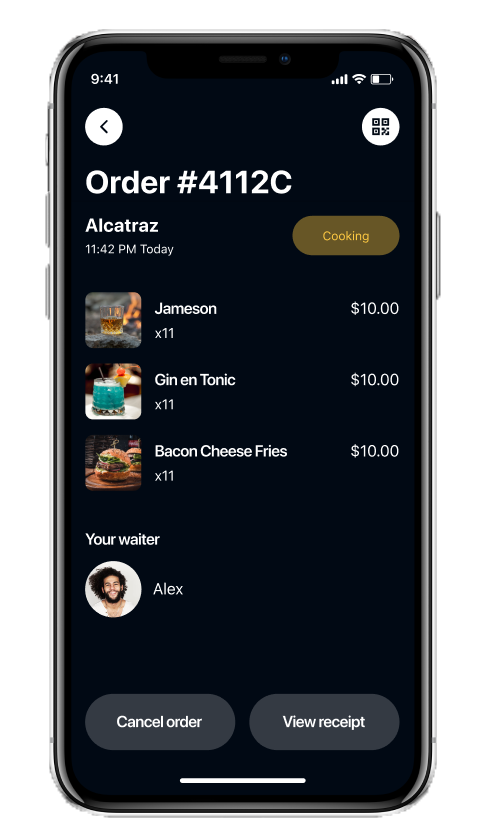 9:41
Order #4112C
Alcatraz
11:42 PM Today
Cooking
Jameson
$10.00
x11
Gin en Tonic
$10.00
x11
Bacon Cheese Fries
$10.00
x11
Your waiter
Alex
Cancel order
View receipt